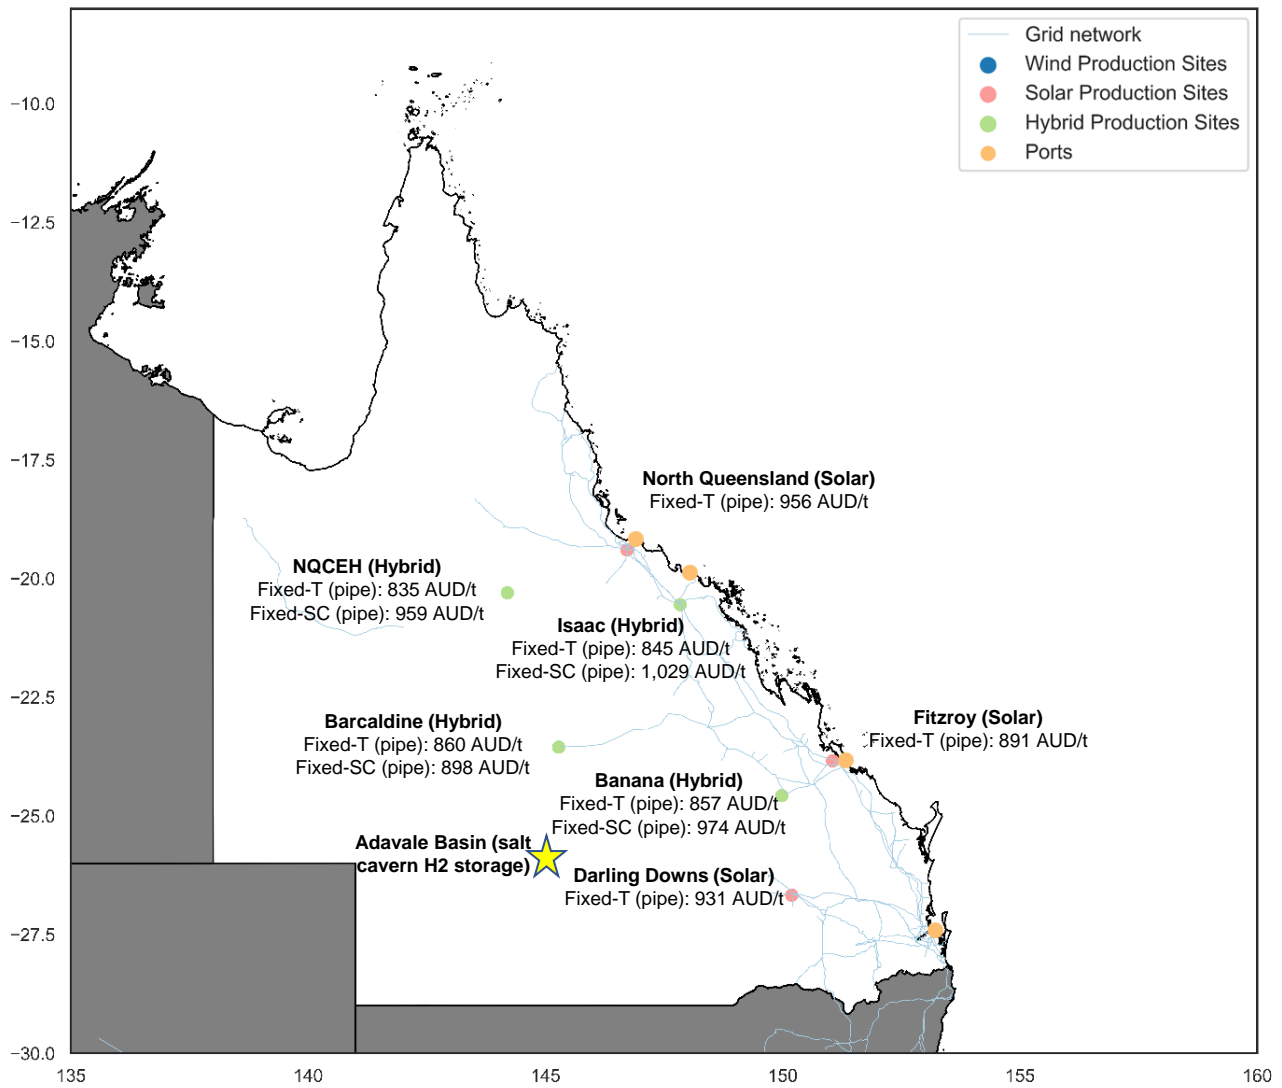 Grid network
Wind Production Sites
Solar Production Sites
Hybrid Production Sites
Ports
−10.0
−12.5
−15.0
−17.5
−20.0
−22.5
−25.0
−27.5
−30.0
North Queensland (Solar)
Fixed-T (pipe): 956 AUD/t
NQCEH (Hybrid)
Fixed-T (pipe): 835 AUD/t
Fixed-SC (pipe): 959 AUD/t
Isaac (Hybrid)
Fixed-T (pipe): 845 AUD/t
Fixed-SC (pipe): 1,029 AUD/t
Barcaldine (Hybrid)
Fixed-T (pipe): 860 AUD/t
Fixed-SC (pipe): 898 AUD/t
Fitzroy (Solar)
Fixed-T (pipe): 891 AUD/t
Banana (Hybrid)
Fixed-T (pipe): 857 AUD/t
Fixed-SC (pipe): 974 AUD/t
Adavale Basin (salt
cavern H2 storage)
Darling Downs (Solar)
Fixed-T (pipe): 931 AUD/t
135
140
145
150
155
160